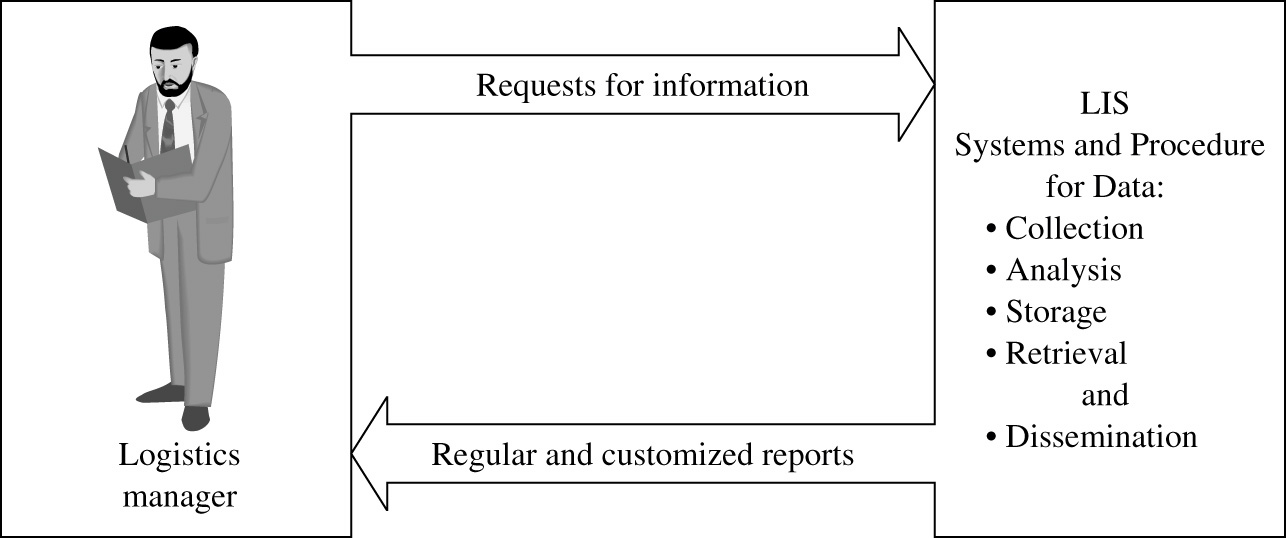 Requests for information
LIS
Systems and Procedure
for Data:
• Collection
• Analysis
• Storage
• Retrieval
and
• Dissemination
Regular and customized reports
Logistics
manager